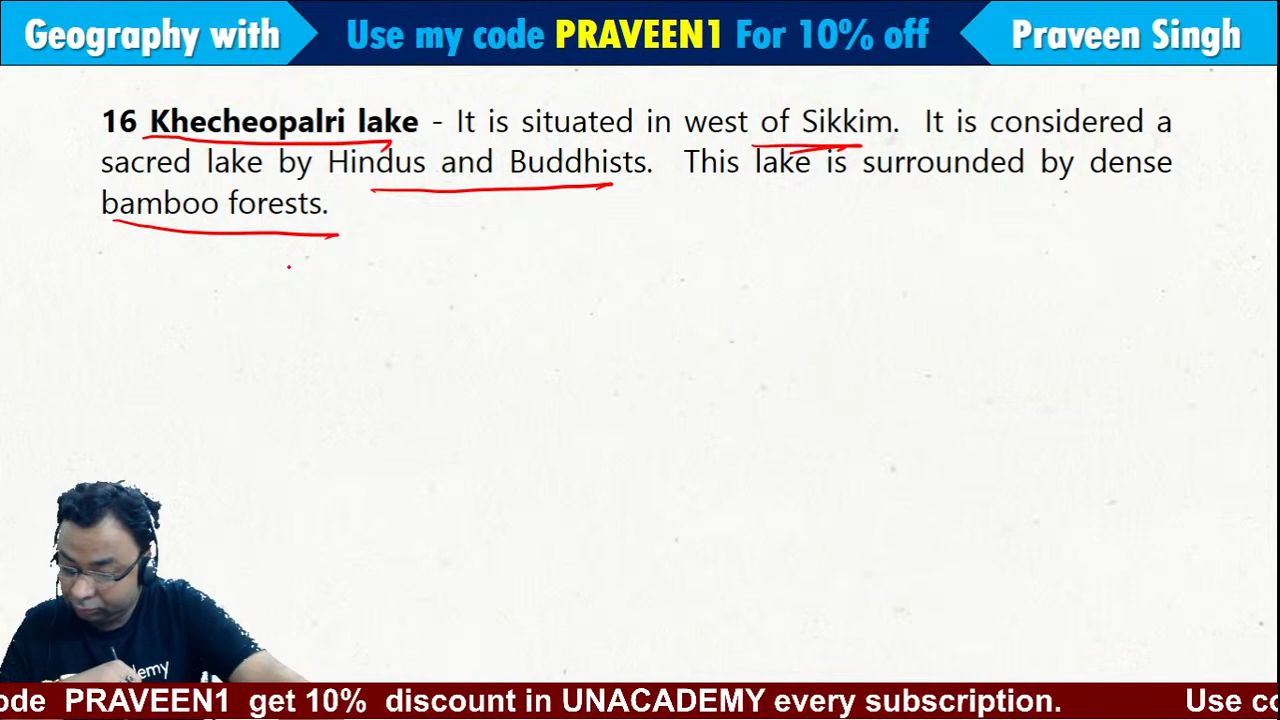 Geography with
Use my code PRAVEEN1 For 10% off
Praveen Singh
16 Khecheopalri lake - It is situated in west of Sikkim. It is considered a
sacred lake by Hindus and Buddhists. This lake is surrounded by dense
bamboo forests.
PRAVEEN1 get 10% discount in UNACADEMY every subscription. Use